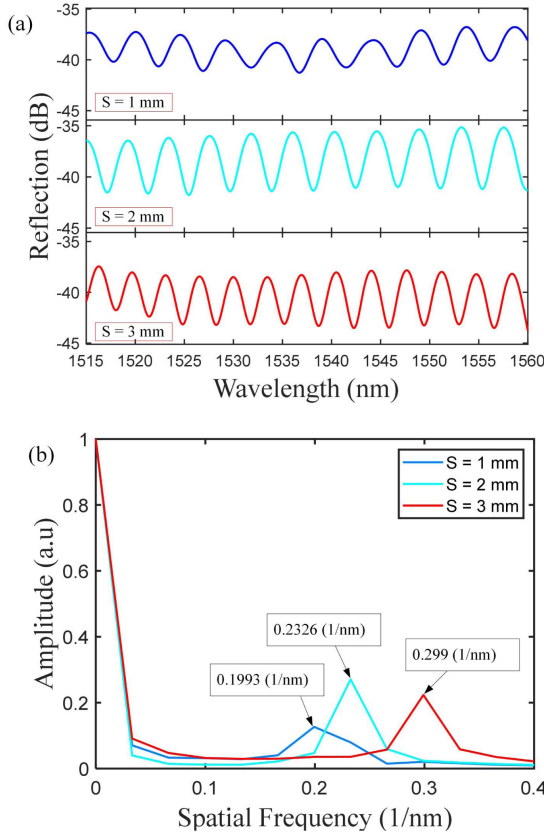 (a)
-35
-40
-45
S = 1 mm
-35
-40
-45
S = 2 mm
-35
-40
-45
S = 3 mm
Reflection (dB)
1515 1520 1525 1530 1535 1540 1545 1550 1555 1560
Wavelength (nm)
(b)
1
0.8
0.6
0.4
0.2
0
Amplitude (a.u)
S = 1 mm
S = 2 mm
S = 3 mm
0.2326 (1/nm)
0.299 (1/nm)
0.1993 (1/nm)
0 0.1 0.2 0.3 0.4
Spatial Frequency (1/nm)